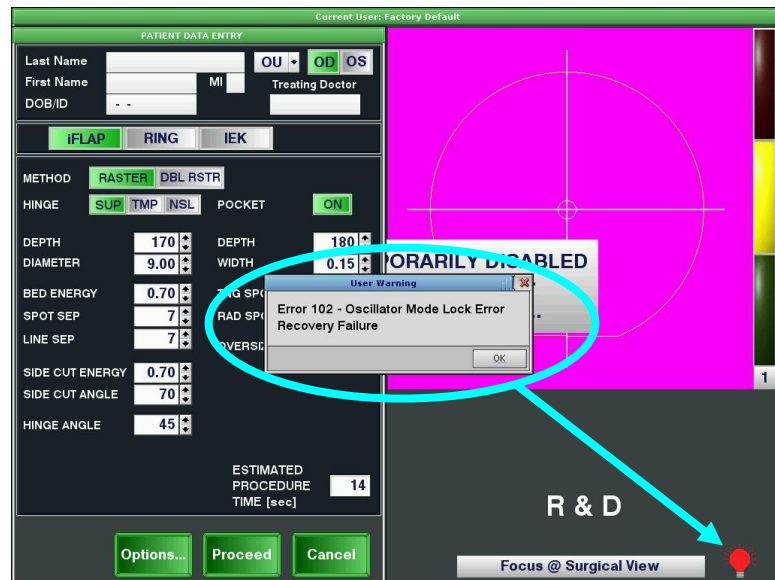 Current User: Factory Default
PATIENT DATA ENTRY
Last Name OU OD OS
First Name MI Treating Doctor
DOB/ID - -
iFLAP RING IEK
METHOD RASTER DBL RSTR
HINGE SUP TMP NSL POCKET ON
DEPTH 170 DEPTH 180
DIAMETER 9.00 WIDTH 0.15
BED ENERGY 0.70
SPOT SEP 7 RAD
LINE SEP 7
SIDE CUT ENERGY 0.70
SIDE CUT ANGLE 70
HINGE ANGLE 45
ESTIMATED
PROCEDURE 14
TIME [sec]
Options... Proceed Cancel
DISABLED
User Warning
Error 102 - Oscillator Mode Lock Error
Recovery Failure
OK
1
R & D
Focus @ Surgical View